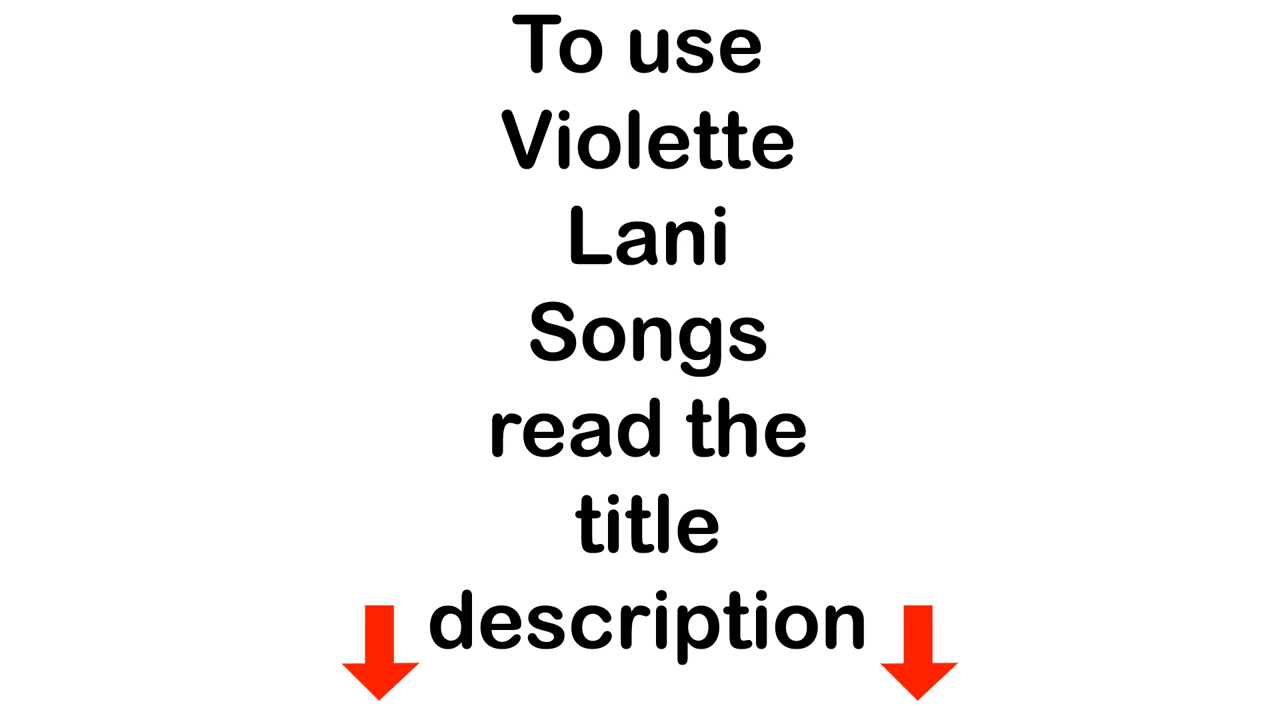 To use
Violette
Lani
Songs
read the
title
description